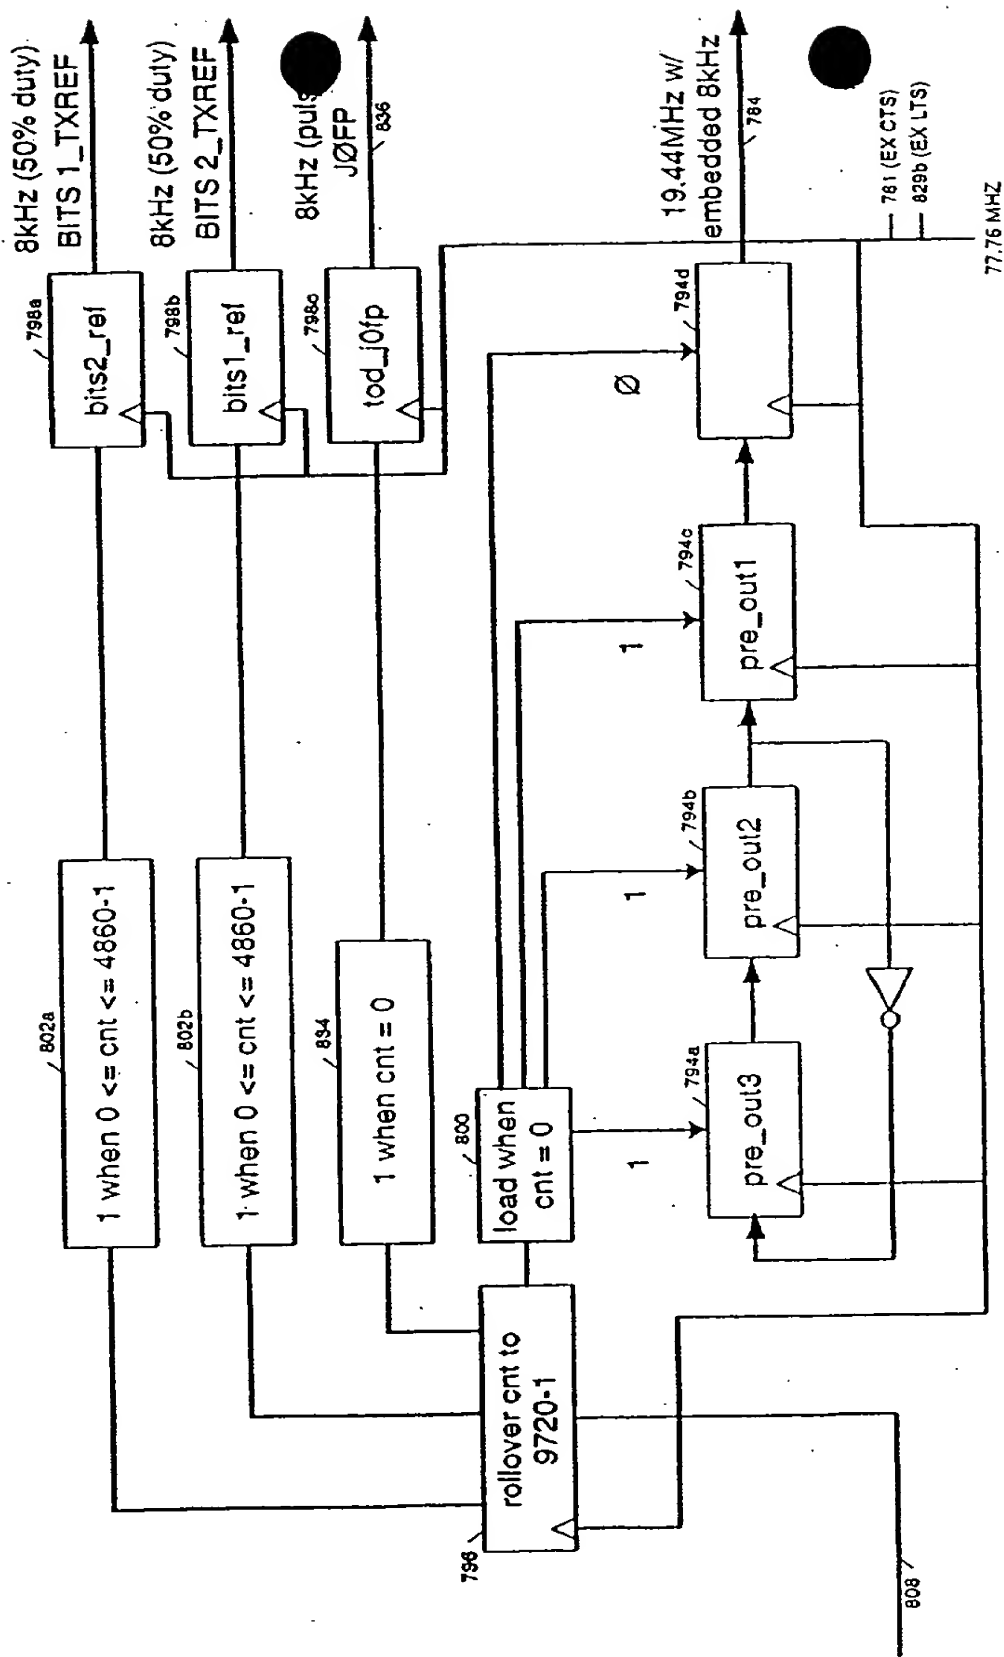 8kHz (50% duty)
BITS 1_TXREF
798a
bits2_ref
802a
1 when 0 <= cnt <= 4860-1
8kHz (50% duty)
BITS 2_TXREF
798b
bits1_ref
802b
1 when 0 <= cnt <= 4860-1
8kHz
JØFP
836
798c
tod_j0fp
834
1 when cnt = 0
800
load when
cnt = 0
796
rollover cnt to
9720-1
808
1
794a
pre_out3
1
794b
pre_out2
1
794c
pre_out1
Ø
794d
19.44MHz w/
embedded 8kHz
784
781 (EX CTS)
829b (EX LTS)
77.76 MHZ